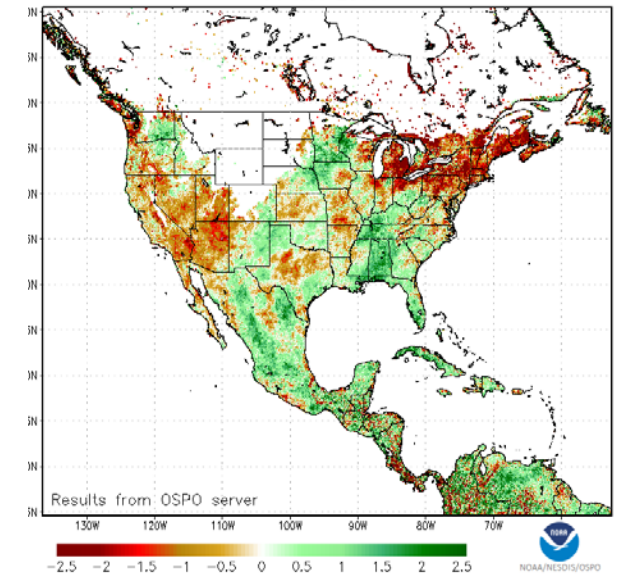 Results from OSPO server
130W 120W 110W 100W 90W 80W 70W
NOAA
-2.5 -2 -1.5 -1 -0.5 0 0.5 1 1.5 2 2.5
NOAA/NESDIS/OSPO